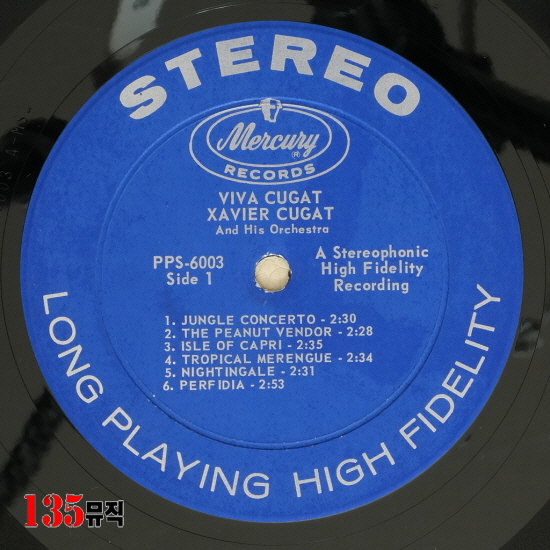 STEREO
Mercury
(R)
RECORDS
VIVA CUGAT
XAVIER CUGAT
And His Orchestra
PPS-6003
Side 1
A Stereophonic
High Fidelity
Recording
1. JUNGLE CONCERTO - 2:30
2. THE PEANUT VENDOR - 2:28
3. ISLE OF CAPRI - 2:35
4. TROPICAL MERENGUE - 2:34
5. NIGHTINGALE - 2:31
6. PERFIDIA - 2:53
LONG PLAYING HIGH FIDELITY
135뮤직